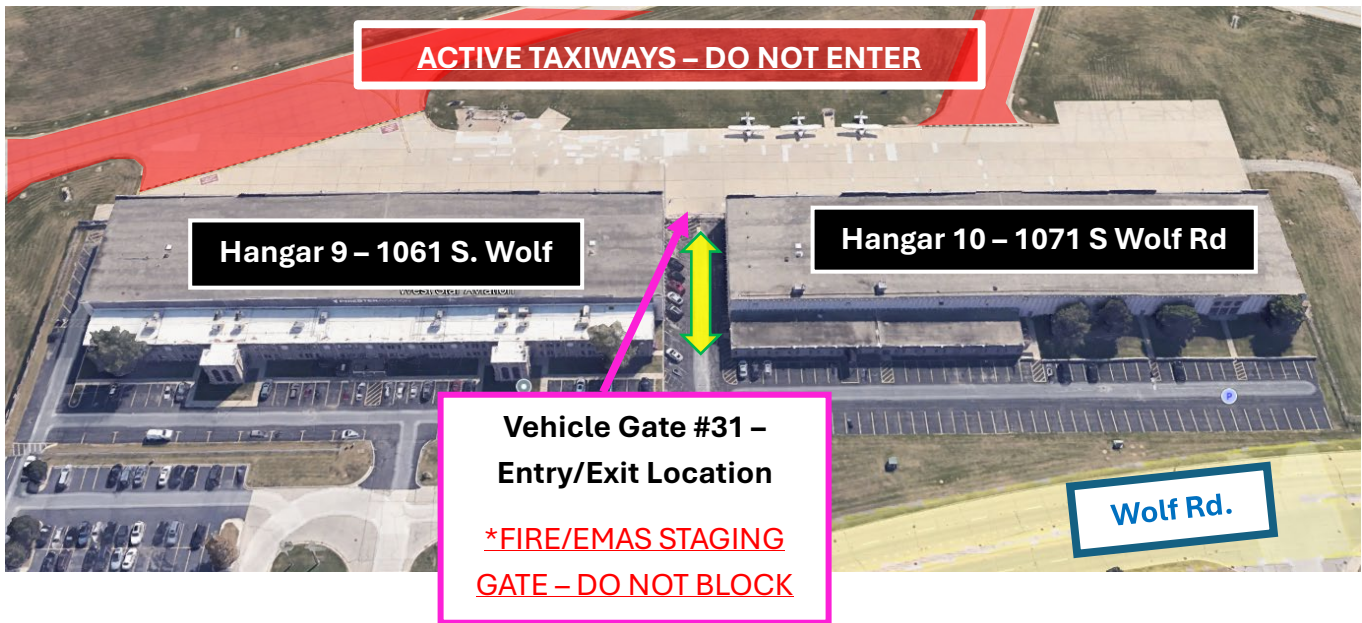 ACTIVE TAXIWAYS – DO NOT ENTER
Hangar 9 – 1061 S. Wolf
Hangar 10 – 1071 S Wolf Rd
Vehicle Gate #31 –
Entry/Exit Location
*FIRE/EMAS STAGING
GATE – DO NOT BLOCK
Wolf Rd.
P